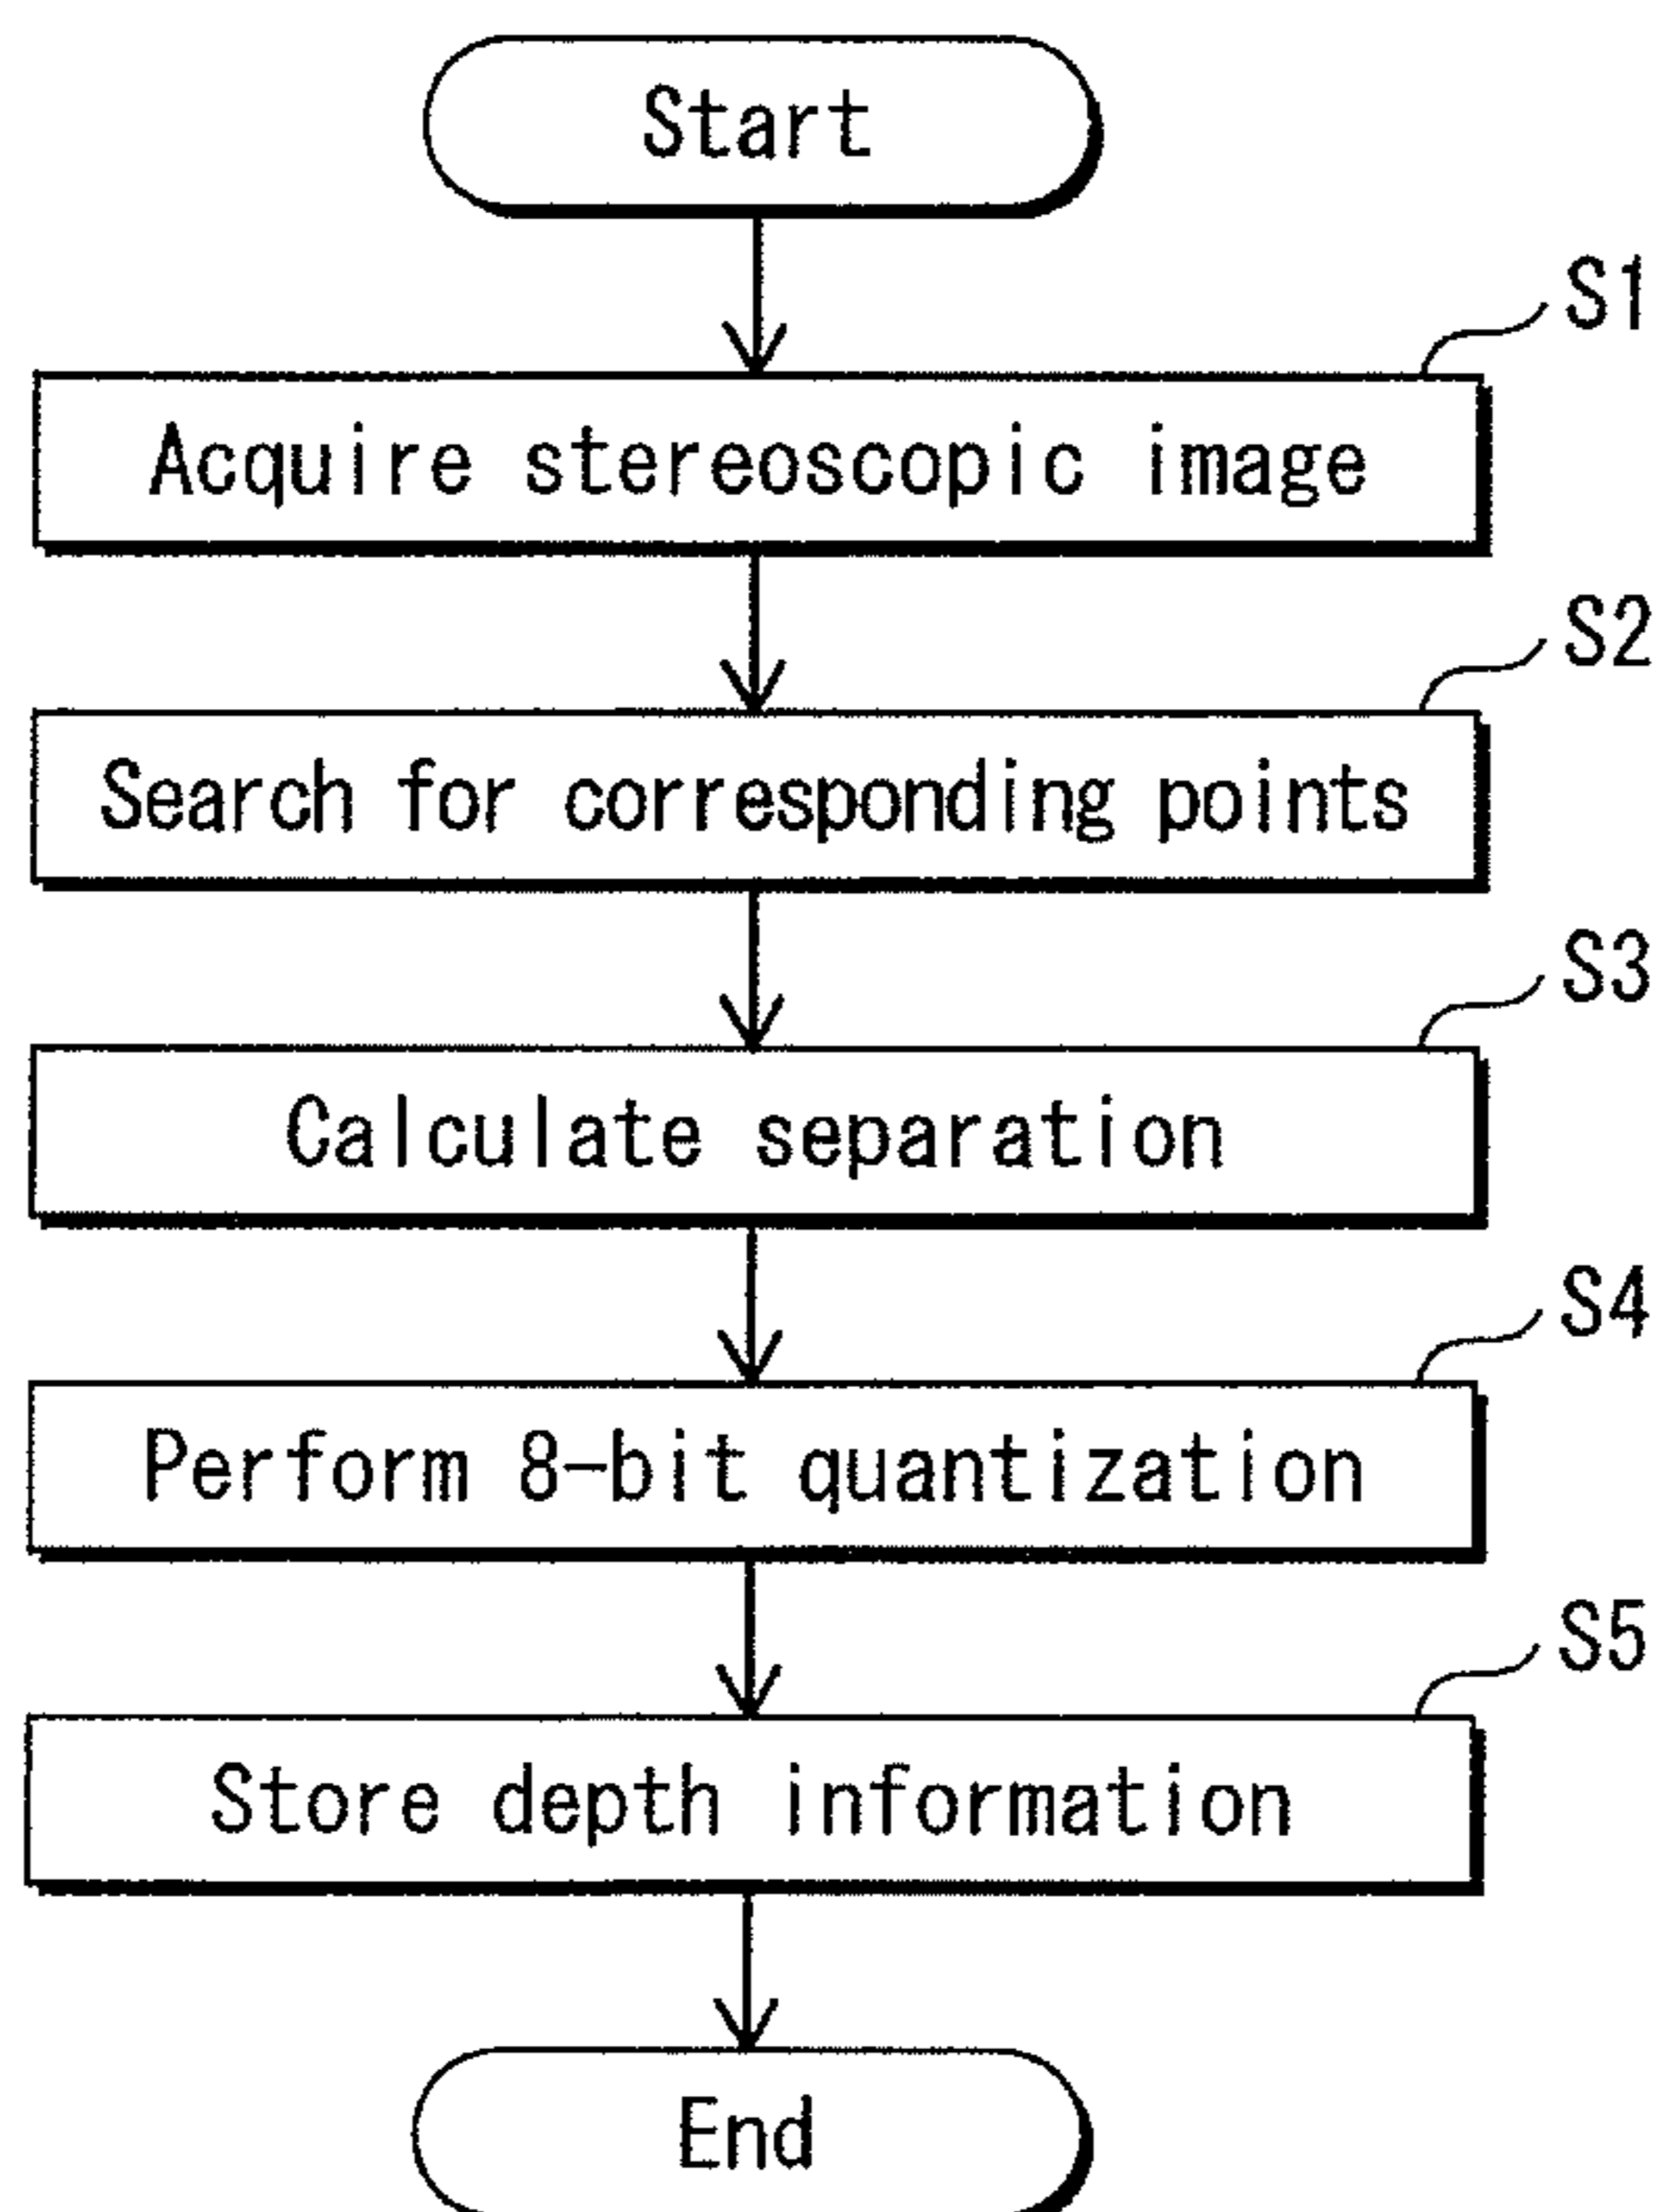 Start
S1
Acquire stereoscopic image
S2
Search for corresponding points
S3
Calculate separation
S4
Perform 8-bit quantization
S5
Store depth information
End